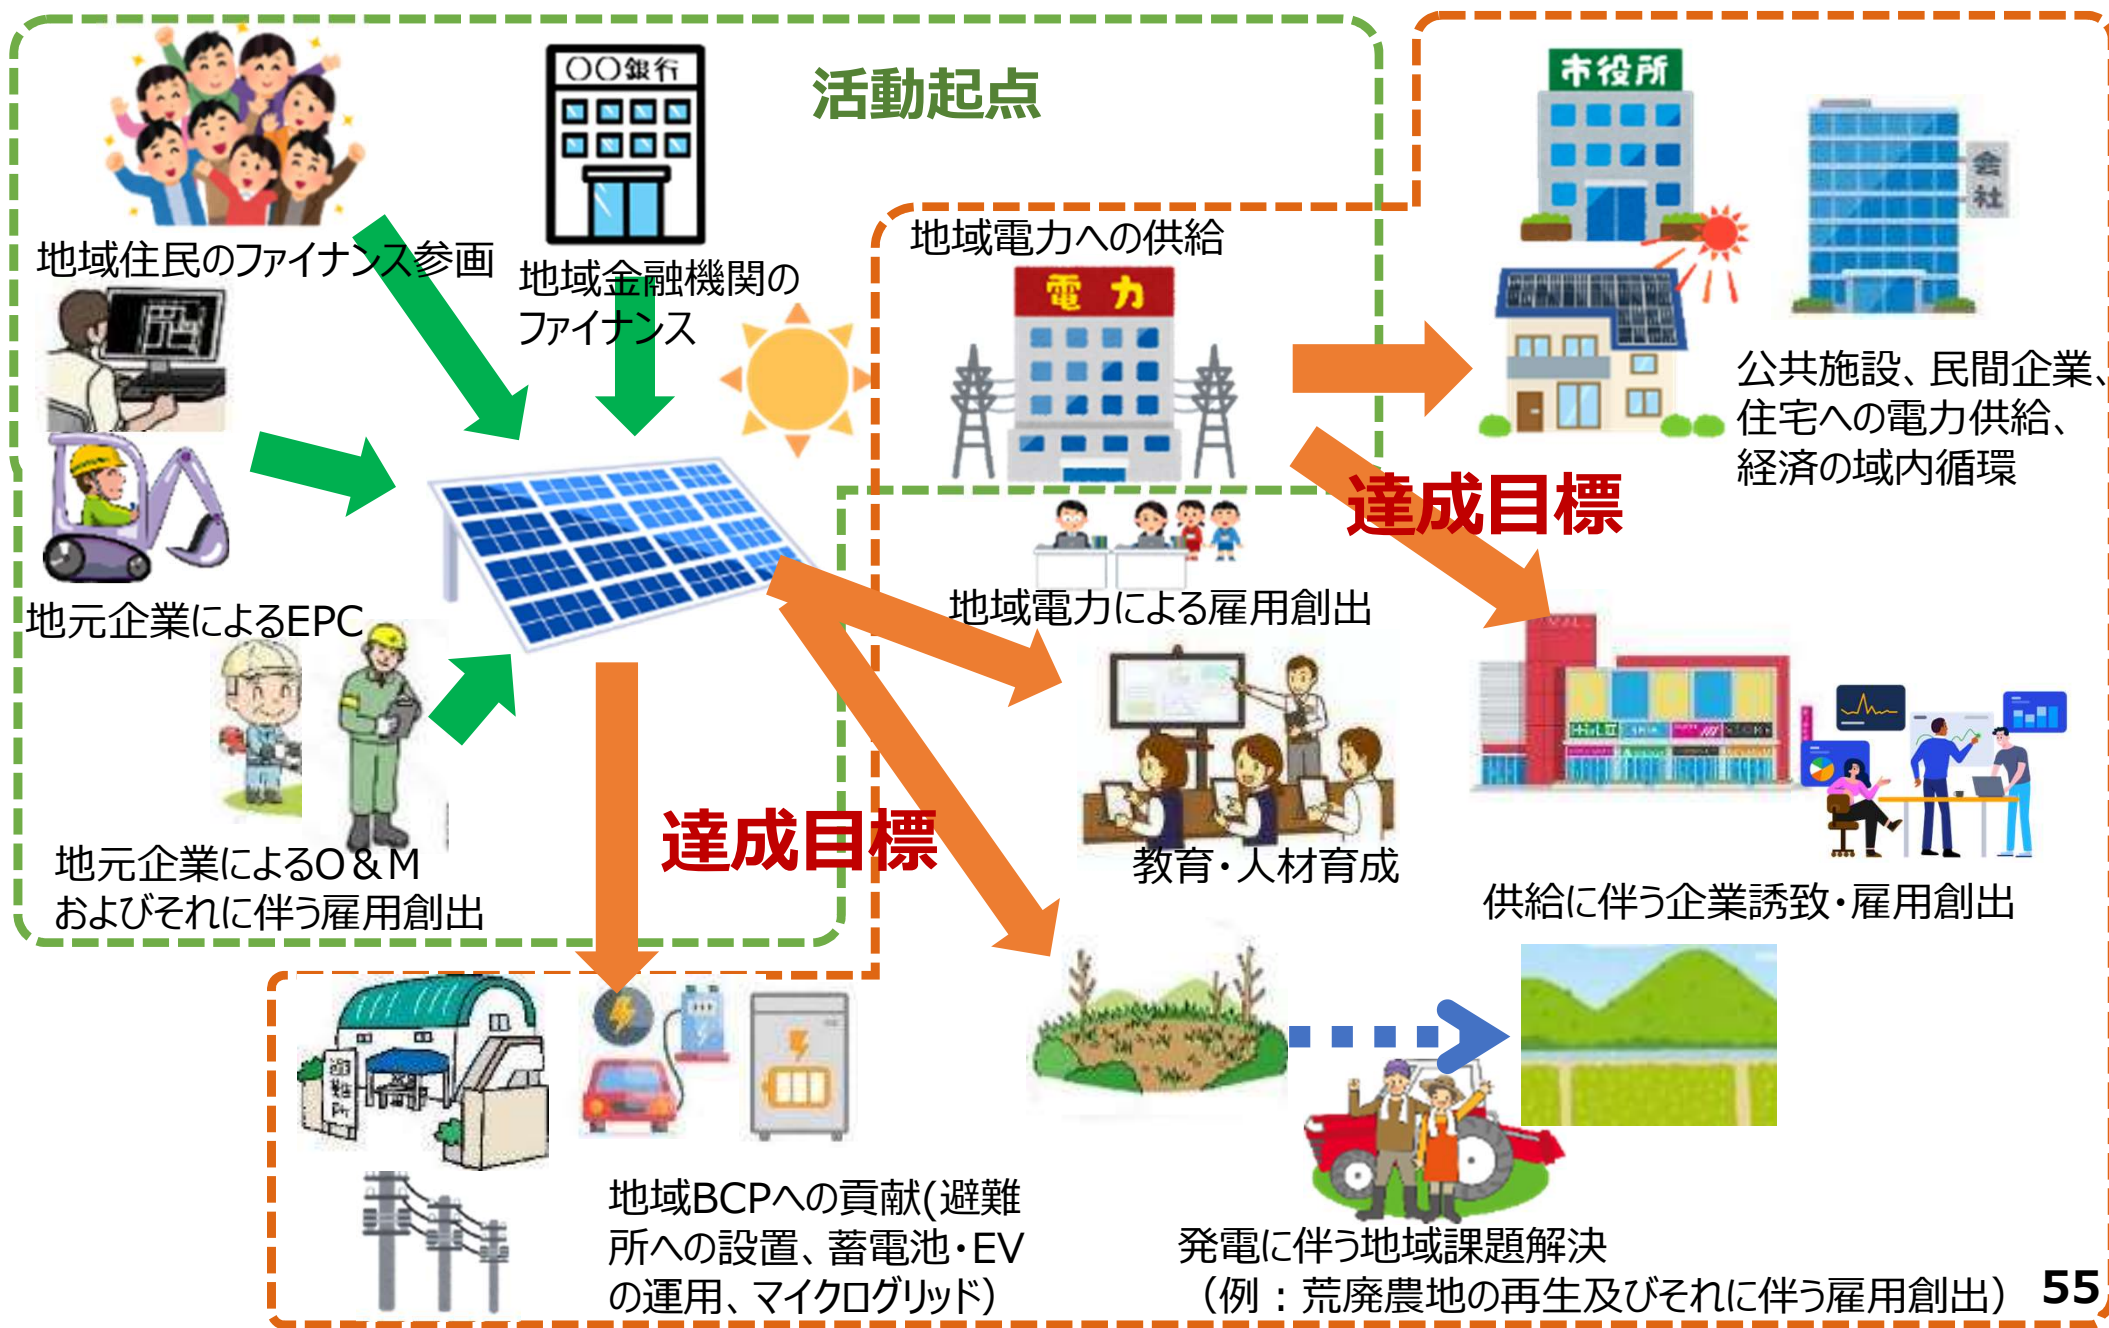 活動起点
〇〇銀行
地域住民のファイナンス参画
地域金融機関の
ファイナンス
地元企業によるEPC
地元企業によるO&M
およびそれに伴う雇用創出
地域電力への供給
電力
地域電力による雇用創出
市役所
会社
公共施設、民間企業、
住宅への電力供給、
経済の域内循環
達成目標
達成目標
教育・人材育成
供給に伴う企業誘致・雇用創出
避難所
地域BCPへの貢献(避難
所への設置、蓄電池・EV
の運用、マイクログリッド)
発電に伴う地域課題解決
(例:荒廃農地の再生及びそれに伴う雇用創出)
55